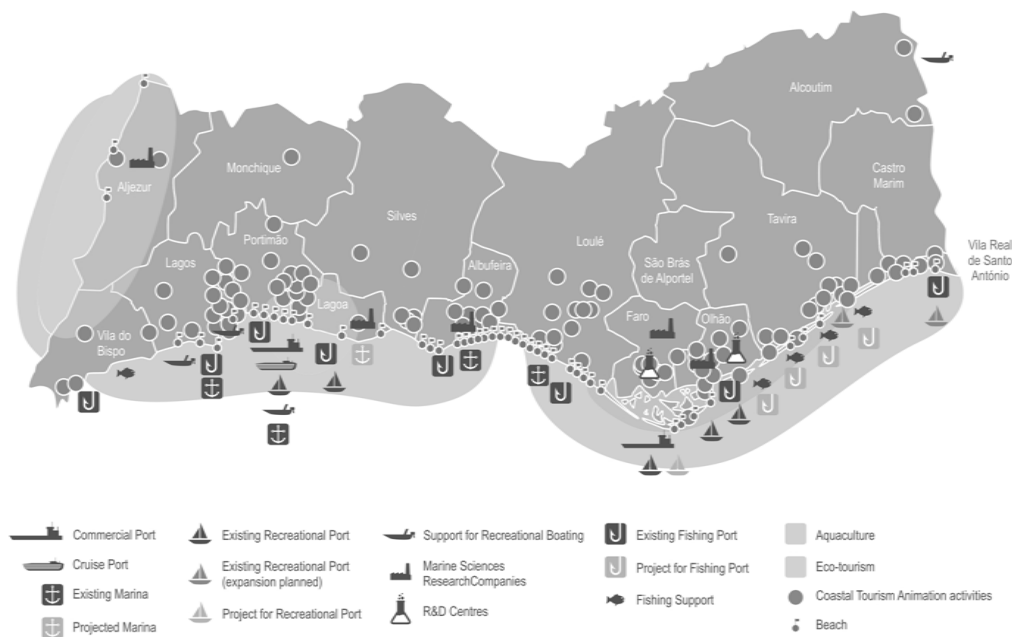 Alcoutim
Castro
Marim
Aljezur
Monchique
Silves
Tavira
Loulé
Portimão
Lagos
Albufeira
São Brás
de Alportel
Vila Real
de Santo
António
Lagoa
Faro
Olhão
Vila do
Bispo
Commercial Port
Cruise Port
Existing Marina
Projected Marina
Existing Recreational Port
Existing Recreational Port
(expansion planned)
Project for Recreational Port
Support for Recreational Boating
Marine Sciences
ResearchCompanies
R&D Centres
Existing Fishing Port
Project for Fishing Port
Fishing Support
Aquaculture
Eco-tourism
Coastal Tourism Animation activities
Beach